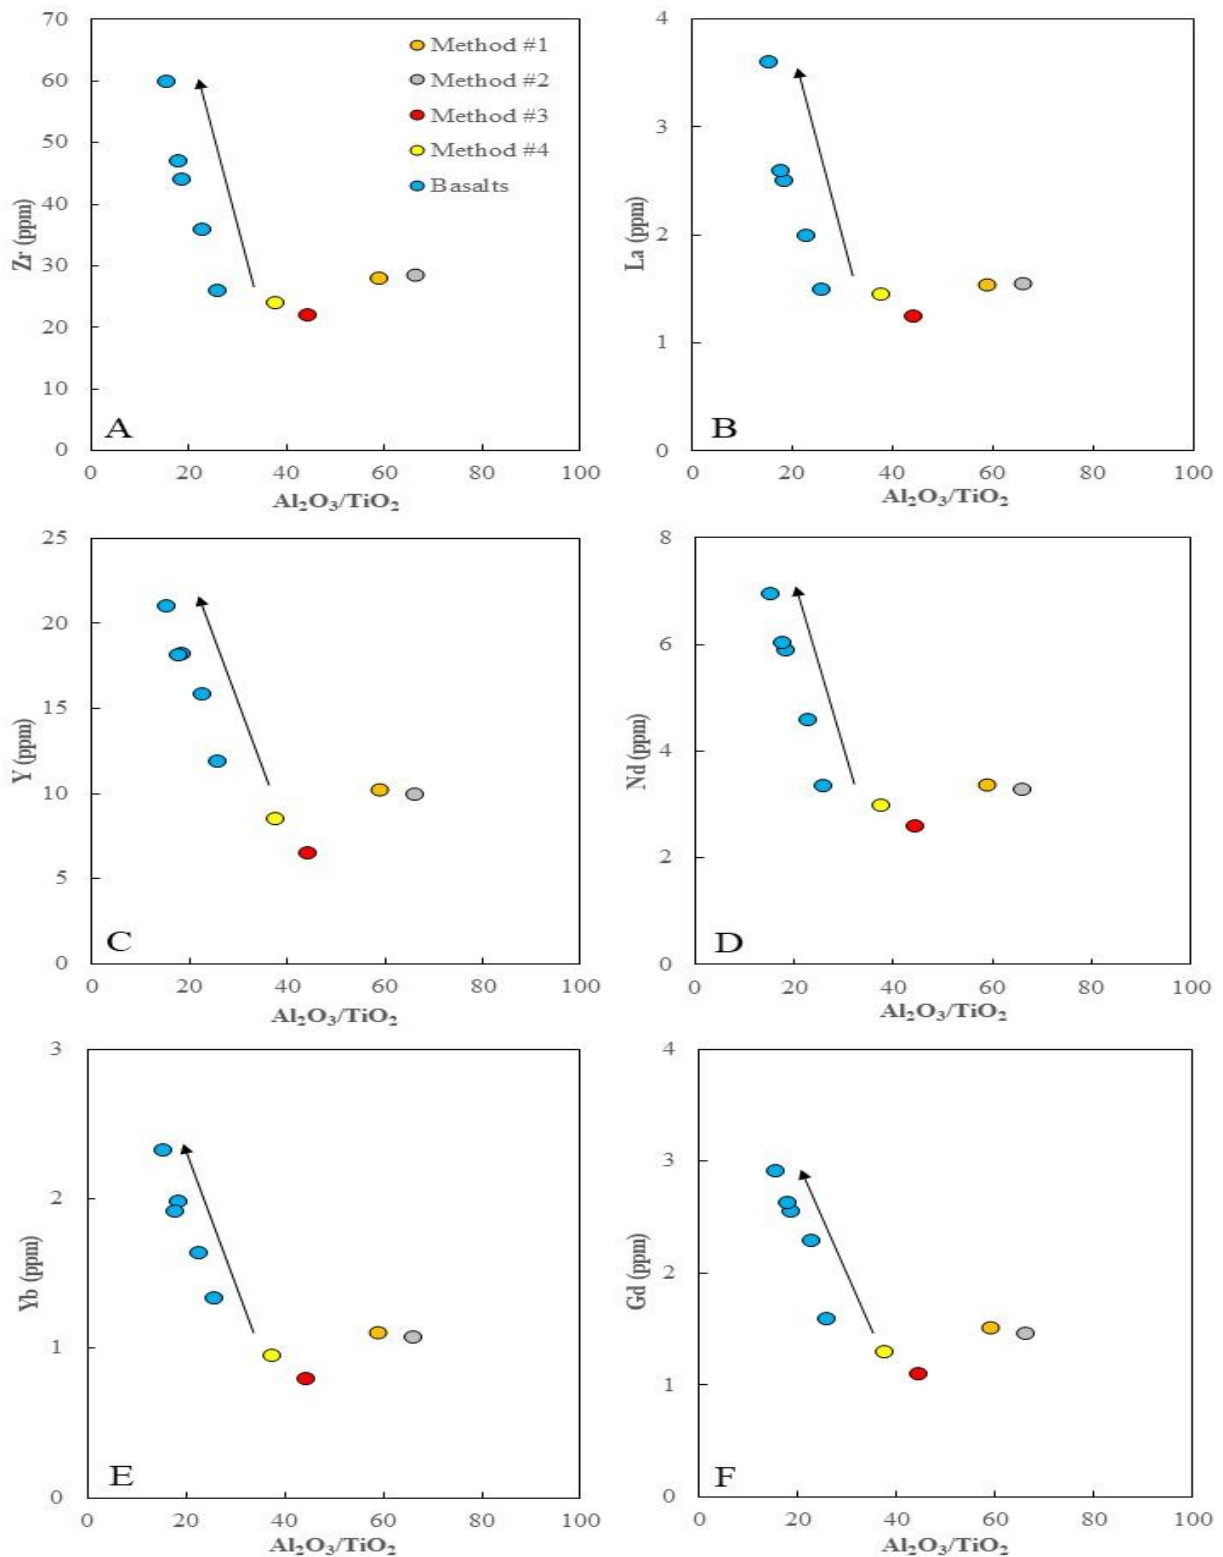 70
60
50
40
30
20
10
0
Zr (ppm)
Method #1
Method #2
Method #3
Method #4
Basalts
A
0 20 40 60 80 100
Al₂O₃/TiO₂
4
3
2
1
0
La (ppm)
B
0 20 40 60 80 100
Al₂O₃/TiO₂
25
20
15
10
5
0
Y (ppm)
C
0 20 40 60 80 100
Al₂O₃/TiO₂
8
6
4
2
0
Nd (ppm)
D
0 20 40 60 80 100
Al₂O₃/TiO₂
3
2
1
0
Yb (ppm)
E
0 20 40 60 80 100
Al₂O₃/TiO₂
4
3
2
1
0
Gd (ppm)
F
0 20 40 60 80 100
Al₂O₃/TiO₂